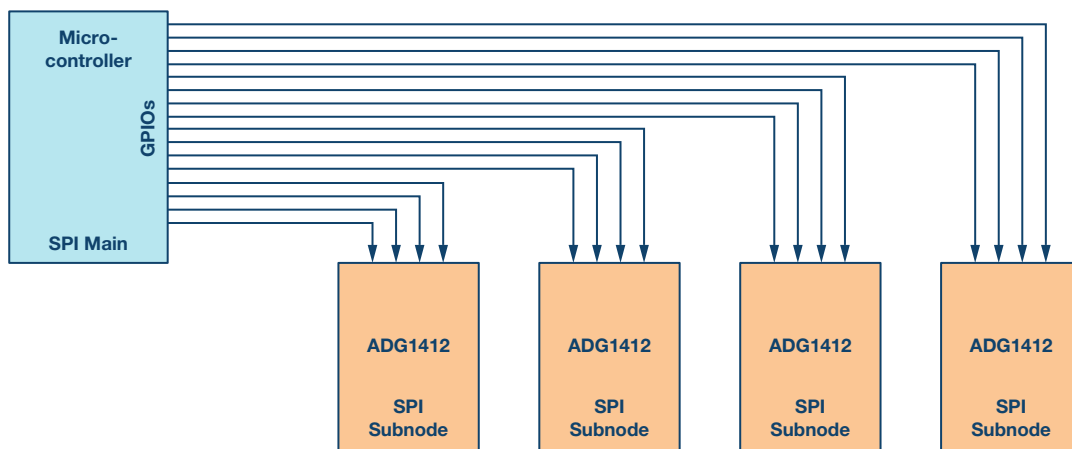 Micro-
controller
GPIOs
SPI Main
ADG1412
SPI
Subnode
ADG1412
SPI
Subnode
ADG1412
SPI
Subnode
ADG1412
SPI
Subnode